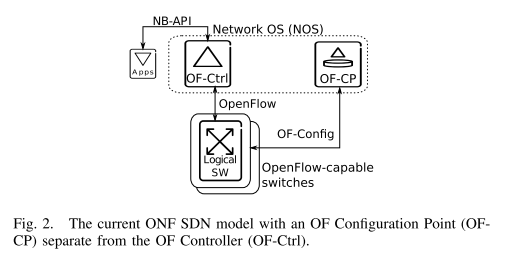 NB-API
Network OS (NOS)
Apps
OF-Ctrl
OF-CP
OpenFlow
OF-Config
Logical
SW
OpenFlow-capable
switches
Fig. 2. The current ONF SDN model with an OF Configuration Point (OF-
CP) separate from the OF Controller (OF-Ctrl).